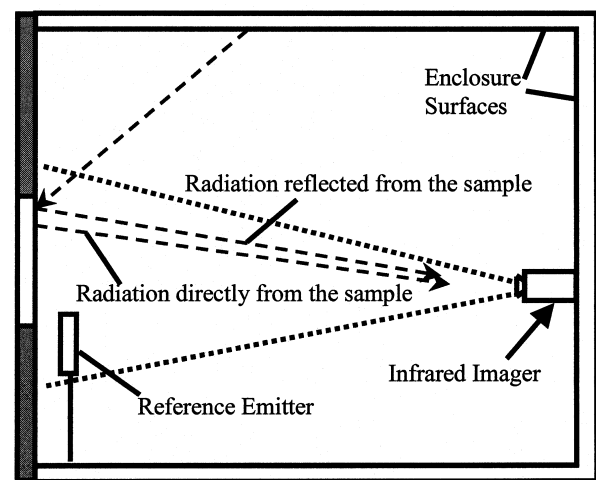 Enclosure
Surfaces
Radiation reflected from the sample
Radiation directly from the sample
Infrared Imager
Reference Emitter